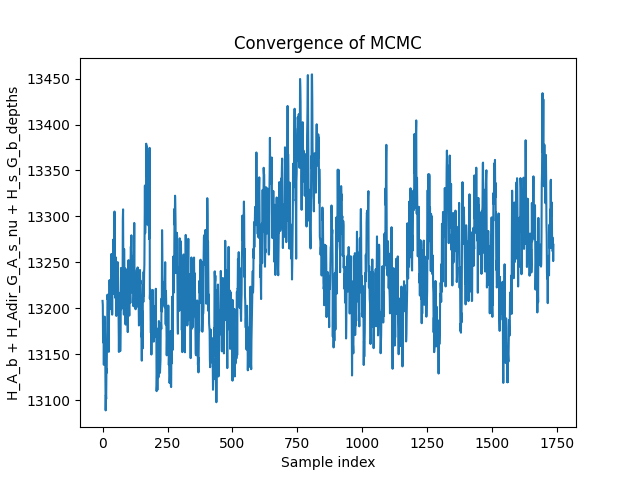 Convergence of MCMC
H_A_b + H_Adir_G_A_s_nu + H_s_G_b_depths
13450
13400
13350
13300
13250
13200
13150
13100
0 250 500 750 1000 1250 1500 1750
Sample index